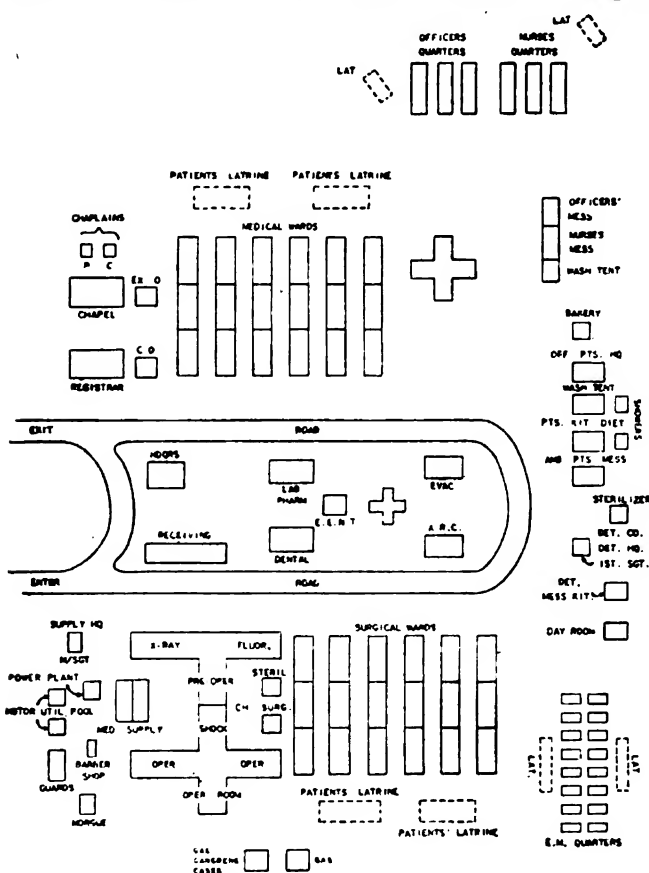 LAT
OFFICERS
QUARTERS
NURSES
QUARTERS
LAT
PATIENTS LATRINE
PATIENTS LATRINE
MEDICAL WARDS
CHAPLAINS
P C
EX O
CHAPEL
C O
REGISTRAR
OFFICERS'
MESS
NURSES
MESS
WASH TENT
BAKERY
OFF PTS. HQ
WASH TENT
SHOWERS
PTS. KIT DIET
AMB PTS MESS
STERILIZER
DET. CO.
DET. HQ.
1ST. SGT.
DET.
MESS KIT
DAY ROOM
EXIT
ROAD
HDQRS
LAB
PHARM
EVAC
E.E.N T
RECEIVING
DENTAL
A.R.C.
ENTER
ROAD
SUPPLY HQ
M/SGT
POWER PLANT
MOTOR UTIL. POOL
MED SUPPLY
BARBER
SHOP
GUARDS
MORGUE
X-RAY
FLUOR.
PRE OPER
STERIL
CH SURG.
SHOCK
OPER
OPER
OPER ROOM
SURGICAL WARDS
PATIENTS LATRINE
PATIENTS' LATRINE
LAT.
LAT
E.M. QUARTERS
GAS
GANGRENE
CASES
GAS